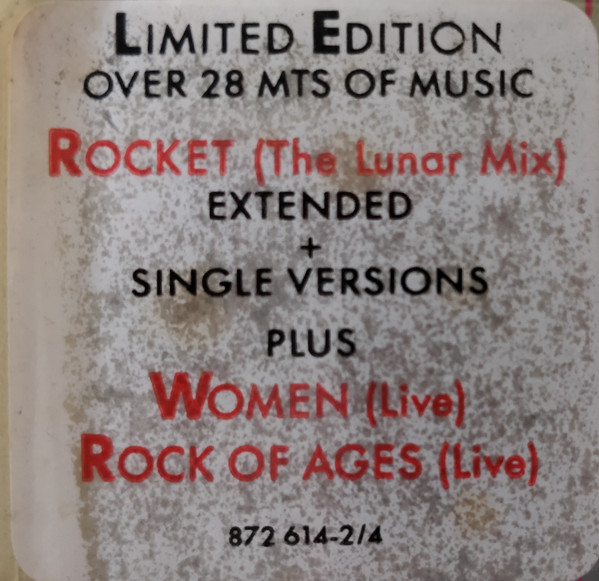 LIMITED EDITION
OVER 28 MTS OF MUSIC
ROCKET (The Lunar Mix)
EXTENDED
+
SINGLE VERSIONS
PLUS
WOMEN (Live)
ROCK OF AGES (Live)
872 614-2/4